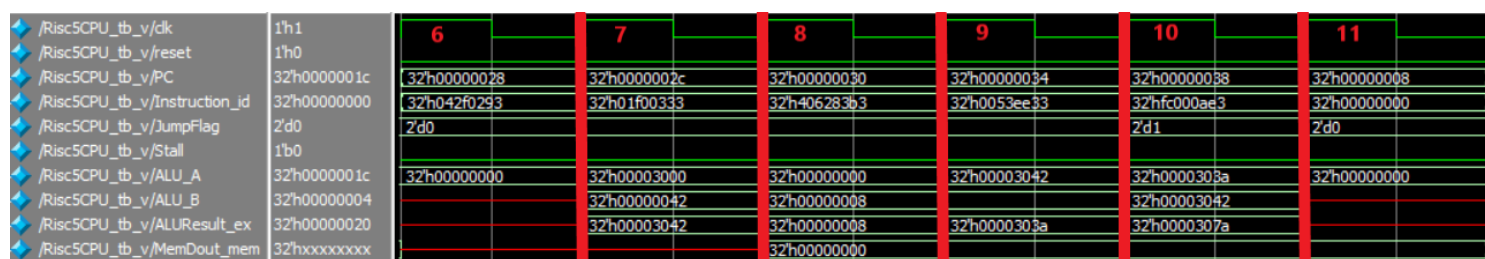 /Risc5CPU_tb_v/clk 1'h1 6 7 8 9 10 11
/Risc5CPU_tb_v/reset 1'h0
/Risc5CPU_tb_v/PC 32'h0000001c 32'h00000028 32'h0000002c 32'h00000030 32'h00000034 32'h00000038 32'h00000008
/Risc5CPU_tb_v/Instruction_id 32'h00000000 32'h042f0293 32'h01f00333 32'h406283b3 32'h0053ee33 32'hfc000ae3 32'h00000000
/Risc5CPU_tb_v/JumpFlag 2'd0 2'd0 2'd1 2'd0
/Risc5CPU_tb_v/Stall 1'b0
/Risc5CPU_tb_v/ALU_A 32'h0000001c 32'h00000000 32'h00003000 32'h00000000 32'h00003042 32'h0000303a 32'h00000000
/Risc5CPU_tb_v/ALU_B 32'h00000004 32'h00000042 32'h00000008 32'h00003042
/Risc5CPU_tb_v/ALUResult_ex 32'h00000020 32'h00003042 32'h00000008 32'h0000303a 32'h0000307a
/Risc5CPU_tb_v/MemDout_mem 32'hxxxxxxxx 32'h00000000